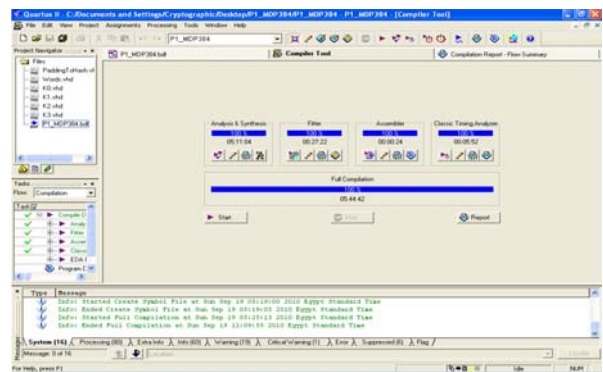 Quartus II - C:/Documents and Settings/Cryptographic/Desktop/P1_MDP384/P1_MDP384 - P1_MDP384 - [Compiler Tool]
File Edit View Project Assignments Processing Tools Window Help
P1_MDP384
Project Navigator
P1_MDP384.bdf
Compiler Tool
Compilation Report - Flow Summary
Files
PaddingToHash.vhd
Words.vhd
K0.vhd
K1.vhd
K2.vhd
K3.vhd
P1_MDP384.bdf
Analysis & Synthesis
Fitter
Assembler
Classic Timing Analyzer
100 %
100 %
100 %
100 %
05:11:04
00:27:22
00:00:24
00:05:52
Full Compilation
100 %
05:44:42
Start
Stop
Report
Tasks
Flow: Compilation
Task
Compile D
Analy
Fitter
Assem
Classi
EDA
Program D
Type Message
Info: Started Create Symbol File at Sun Sep 19 05:19:00 2010 Egypt Standard Time
Info: Ended Create Symbol File at Sun Sep 19 05:19:05 2010 Egypt Standard Time
Info: Started Full Compilation at Sun Sep 19 05:25:13 2010 Egypt Standard Time
Info: Ended Full Compilation at Sun Sep 19 11:09:55 2010 Egypt Standard Time
System (16) Processing (80) Extra Info Info (60) Warning (19) Critical Warning (1) Error Suppressed (6) Flag
Message: 0 of 16
Location:
Locate
For Help, press F1
Idle
NUM